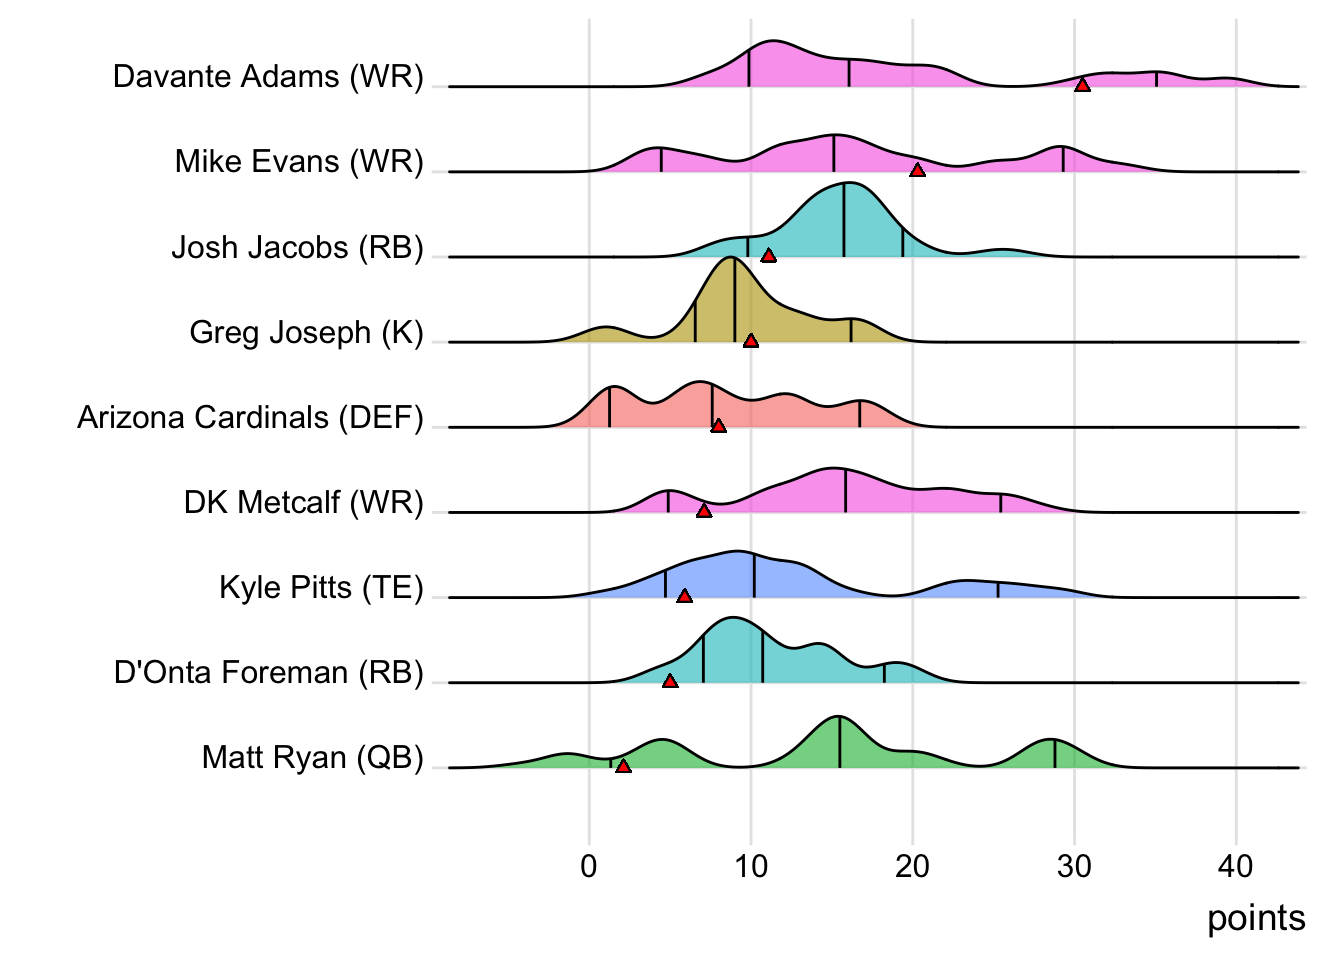 Davante Adams (WR)
Mike Evans (WR)
Josh Jacobs (RB)
Greg Joseph (K)
Arizona Cardinals (DEF)
DK Metcalf (WR)
Kyle Pitts (TE)
D'Onta Foreman (RB)
Matt Ryan (QB)
0 10 20 30 40
points